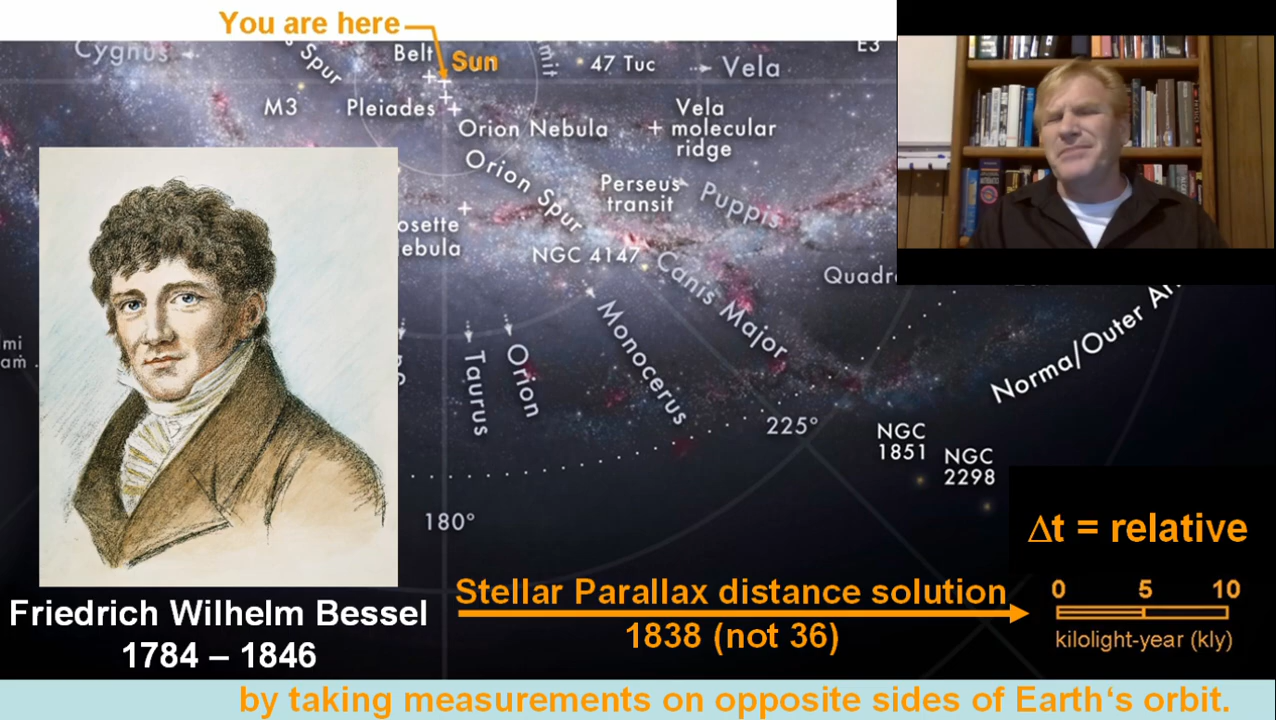 You are here
Cygnus
Spur
Belt
Sun
47 Tuc
Vela
E3
M3
Pleiades
Orion Nebula
Vela
molecular
ridge
Orion Spur
Perseus
transit
Puppis
osette
ebula
NGC 4147
Canis Major
Quadr
Monocerus
Taurus
Orion
Norma/Outer
225°
NGC
1851
NGC
2298
180°
Δt = relative
Stellar Parallax distance solution
0 5 10
1838 (not 36)
kilolight-year (kly)
Friedrich Wilhelm Bessel
1784 – 1846
by taking measurements on opposite sides of Earth‘s orbit.